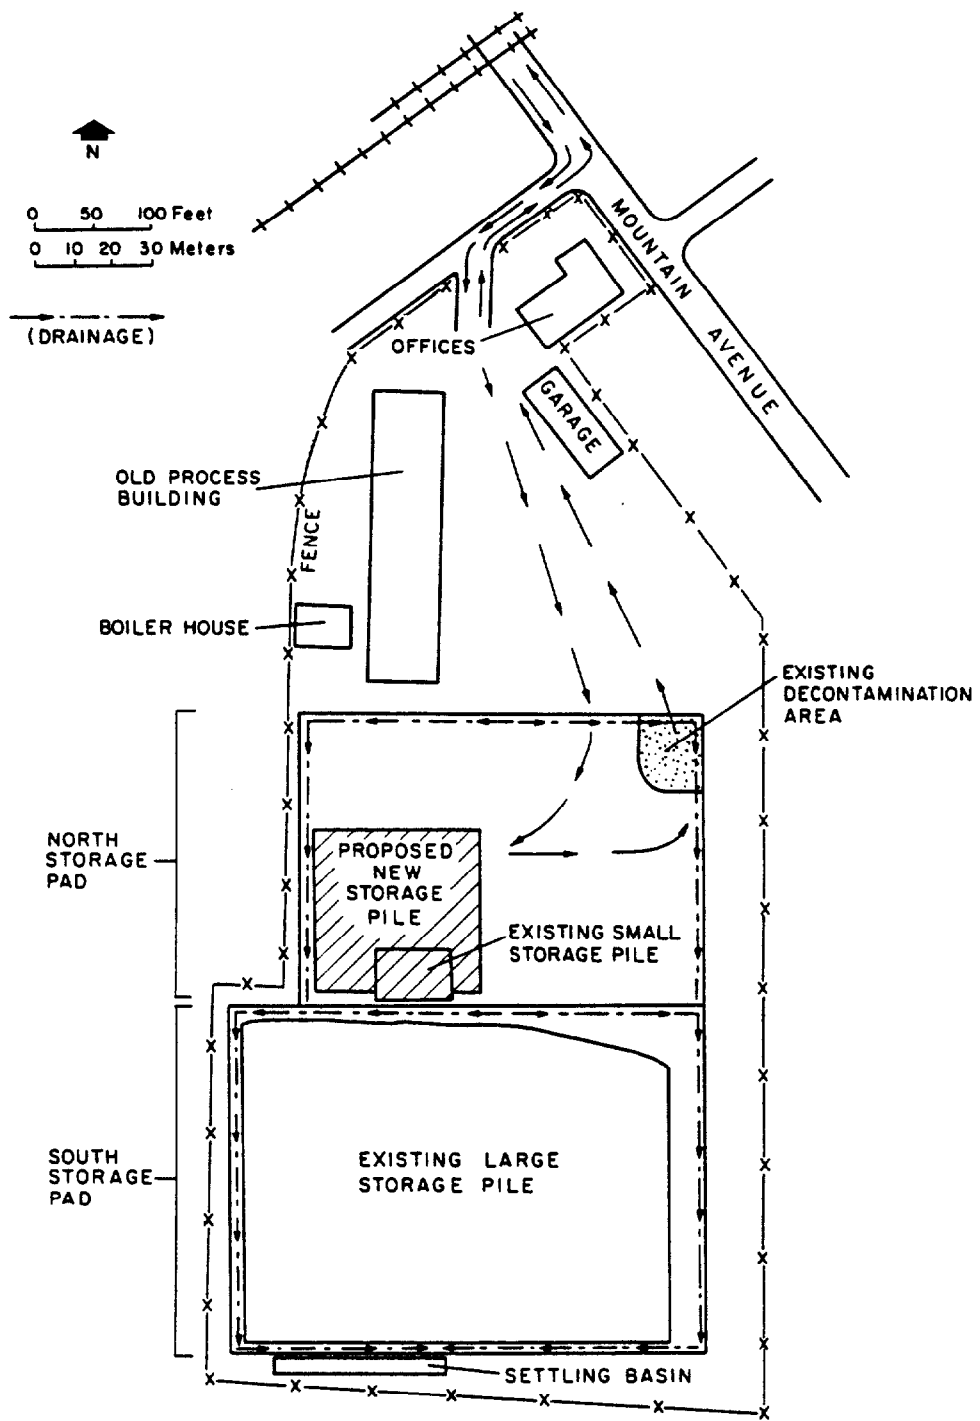 N
0 50 100 Feet
0 10 20 30 Meters
(DRAINAGE)
MOUNTAIN AVENUE
OFFICES
GARAGE
OLD PROCESS
BUILDING
FENCE
BOILER HOUSE
EXISTING
DECONTAMINATION
AREA
NORTH
STORAGE
PAD
PROPOSED
NEW
STORAGE
PILE
EXISTING SMALL
STORAGE PILE
SOUTH
STORAGE
PAD
EXISTING LARGE
STORAGE PILE
SETTLING BASIN